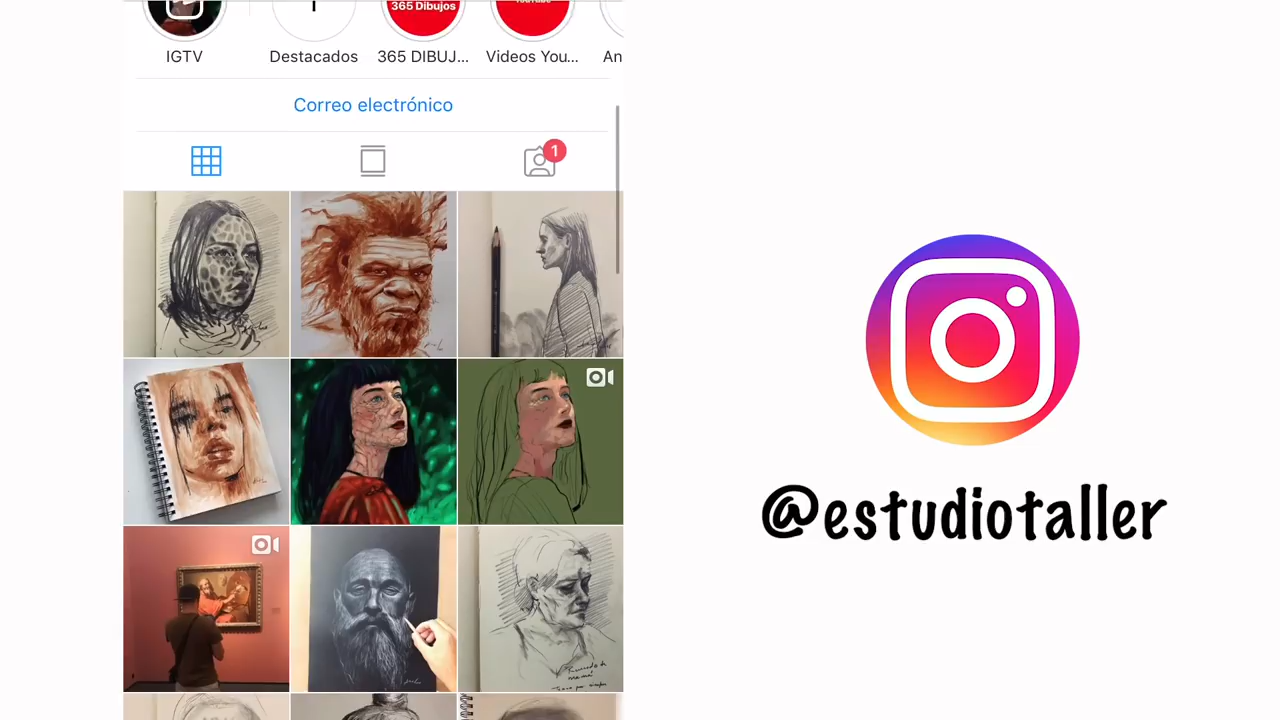 365 Dibujos
IGTV
Destacados
365 DIBUJ...
Videos You...
An
Correo electrónico
1
@estudiotaller